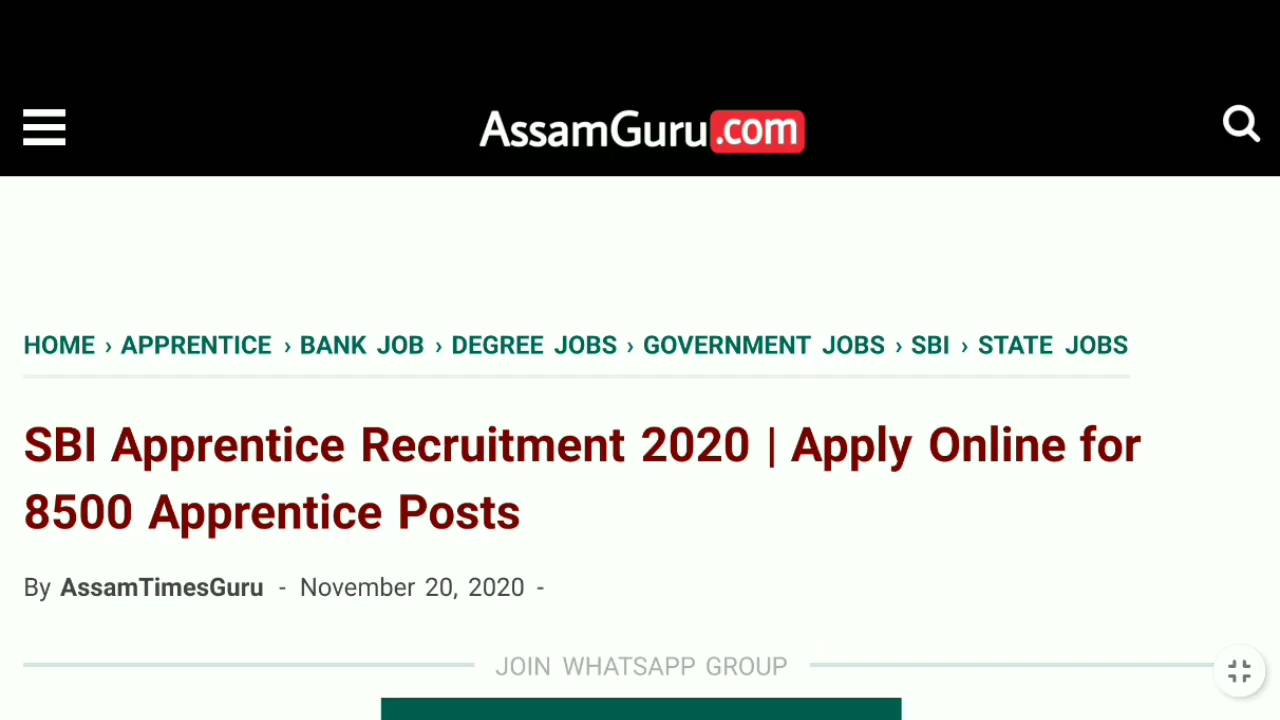 AssamGuru.com
HOME › APPRENTICE › BANK JOB › DEGREE JOBS › GOVERNMENT JOBS › SBI › STATE JOBS
SBI Apprentice Recruitment 2020 | Apply Online for
8500 Apprentice Posts
By AssamTimesGuru - November 20, 2020 -
JOIN WHATSAPP GROUP